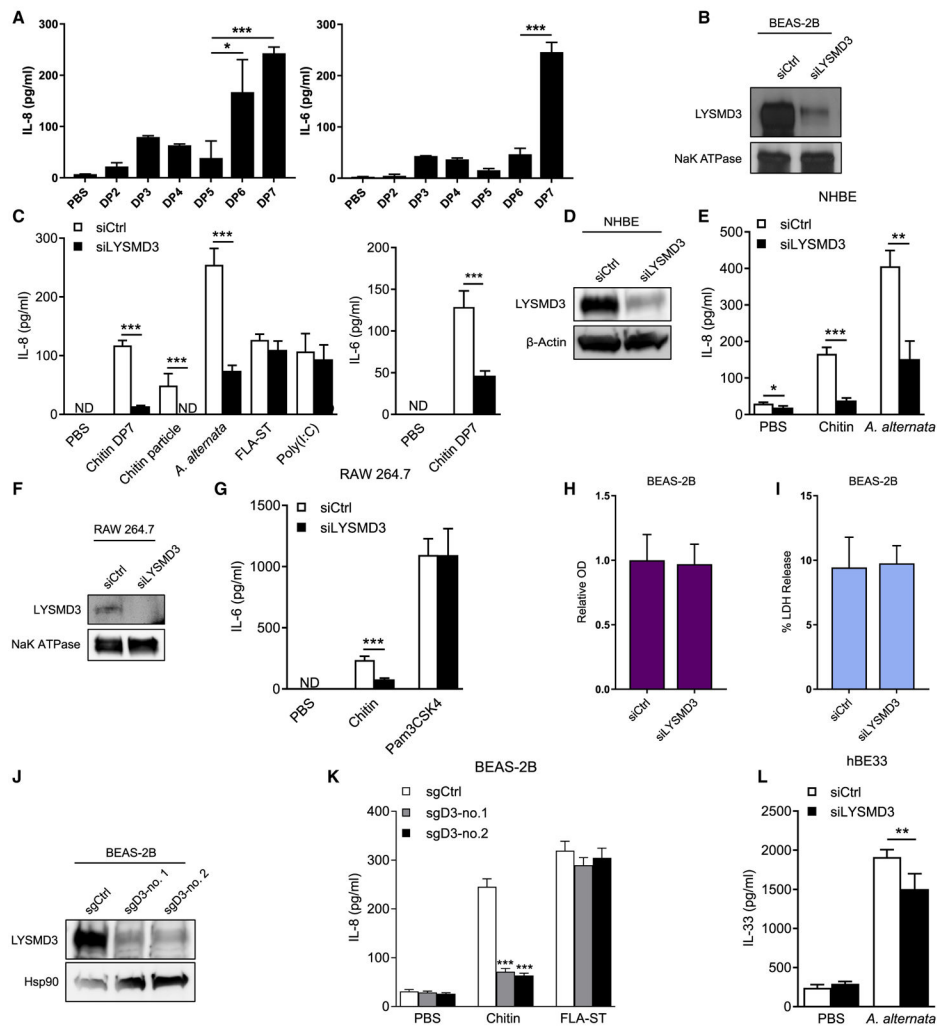 A
IL-8 (pg/ml)
300
200
100
50
0
* ***
PBS DP2 DP3 DP4 DP5 DP6 DP7
IL-6 (pg/ml)
300
200
100
50
0
***
PBS DP2 DP3 DP4 DP5 DP6 DP7
B
BEAS-2B
siCtrl siLYSMD3
LYSMD3
NaK ATPase
C
siCtrl
siLYSMD3
IL-8 (pg/ml)
300
200
100
0
ND *** *** ND ***
PBS Chitin DP7 Chitin particle A. alternata FLA-ST Poly(I:C)
IL-6 (pg/ml)
200
150
100
50
0
ND ***
PBS Chitin DP7
D
NHBE
siCtrl siLYSMD3
LYSMD3
β-Actin
E
NHBE
siCtrl
siLYSMD3
IL-8 (pg/ml)
500
400
300
200
100
0
* *** **
PBS Chitin A. alternata
F
RAW 264.7
siCtrl siLYSMD3
LYSMD3
NaK ATPase
G
RAW 264.7
siCtrl
siLYSMD3
IL-6 (pg/ml)
1500
1000
500
250
0
ND ***
PBS Chitin Pam3CSK4
H
BEAS-2B
Relative OD
1.5
1.0
0.5
0.0
siCtrl siLYSMD3
I
BEAS-2B
% LDH Release
15
10
5
0
siCtrl siLYSMD3
J
BEAS-2B
sgCtrl sgD3-no. 1 sgD3-no. 2
LYSMD3
Hsp90
K
BEAS-2B
sgCtrl
sgD3-no.1
sgD3-no.2
IL-8 (pg/ml)
400
300
200
100
50
0
*** ***
PBS Chitin FLA-ST
L
hBE33
siCtrl
siLYSMD3
IL-33 (pg/ml)
2500
2000
1500
1000
500
0
**
PBS A. alternata